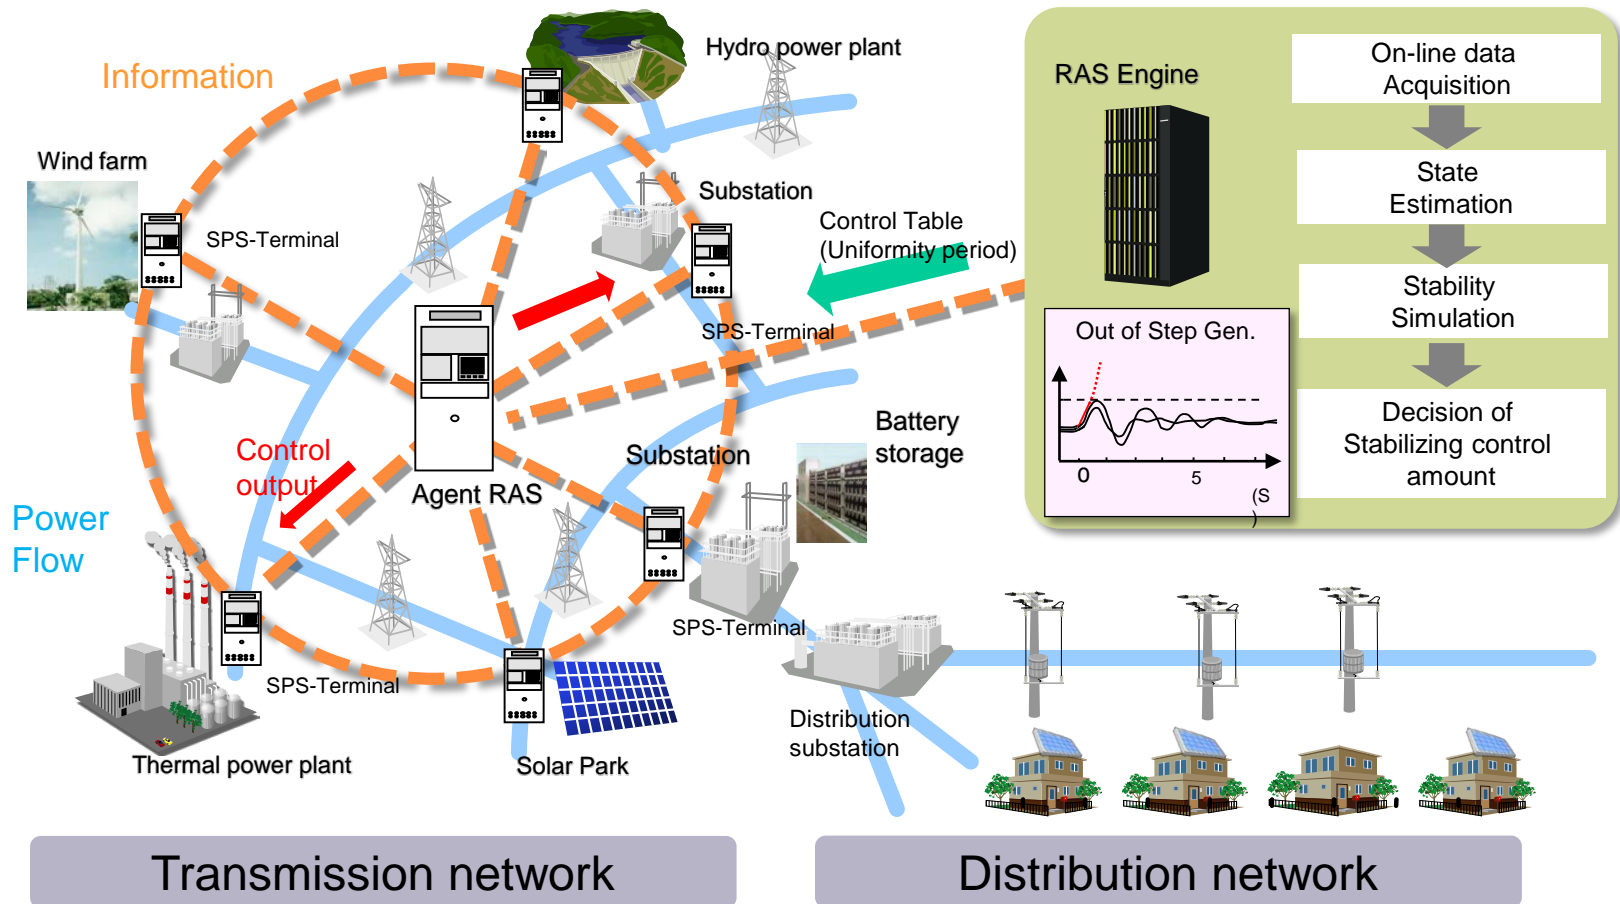 Information
Hydro power plant
Wind farm
SPS-Terminal
Substation
Control Table
(Uniformity period)
SPS-Terminal
RAS Engine
On-line data
Acquisition
State
Estimation
Stability
Simulation
Decision of
Stabilizing control
amount
Out of Step Gen.
0
5
(S
)
Control
output
Agent RAS
Substation
Battery
storage
Power
Flow
SPS-Terminal
SPS-Terminal
Thermal power plant
Solar Park
Distribution
substation
Transmission network
Distribution network